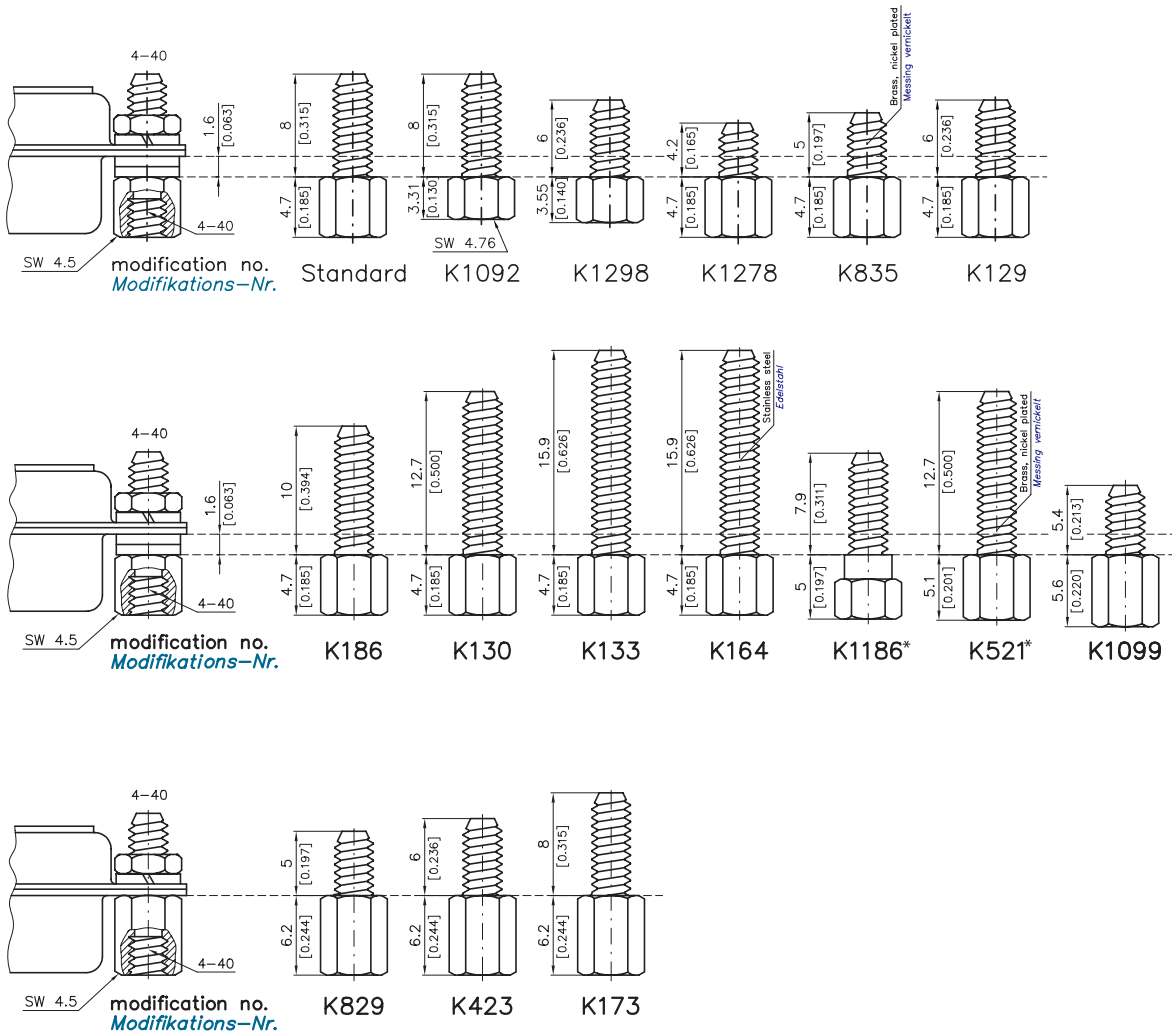 4-40
1.6
[0.063]
4-40
SW 4.5
modification no.
Modifikations-Nr.
8
[0.315]
4.7
[0.185]
Standard
8
[0.315]
3.31
[0.130]
SW 4.76
K1092
6
[0.236]
3.55
[0.140]
K1298
4.2
[0.165]
4.7
[0.185]
K1278
5
[0.197]
4.7
[0.185]
Brass, nickel plated
Messing vernickelt
K835
6
[0.236]
4.7
[0.185]
K129
4-40
1.6
[0.063]
4-40
SW 4.5
modification no.
Modifikations-Nr.
10
[0.394]
4.7
[0.185]
K186
12.7
[0.500]
4.7
[0.185]
K130
15.9
[0.626]
4.7
[0.185]
K133
15.9
[0.626]
4.7
[0.185]
Stainless steel
Edelstahl
K164
7.9
[0.311]
5
[0.197]
K1186*
12.7
[0.500]
5.1
[0.201]
Brass, nickel plated
Messing vernickelt
K521*
5.4
[0.213]
5.6
[0.220]
K1099
4-40
4-40
SW 4.5
modification no.
Modifikations-Nr.
5
[0.197]
6.2
[0.244]
K829
6
[0.236]
6.2
[0.244]
K423
8
[0.315]
6.2
[0.244]
K173